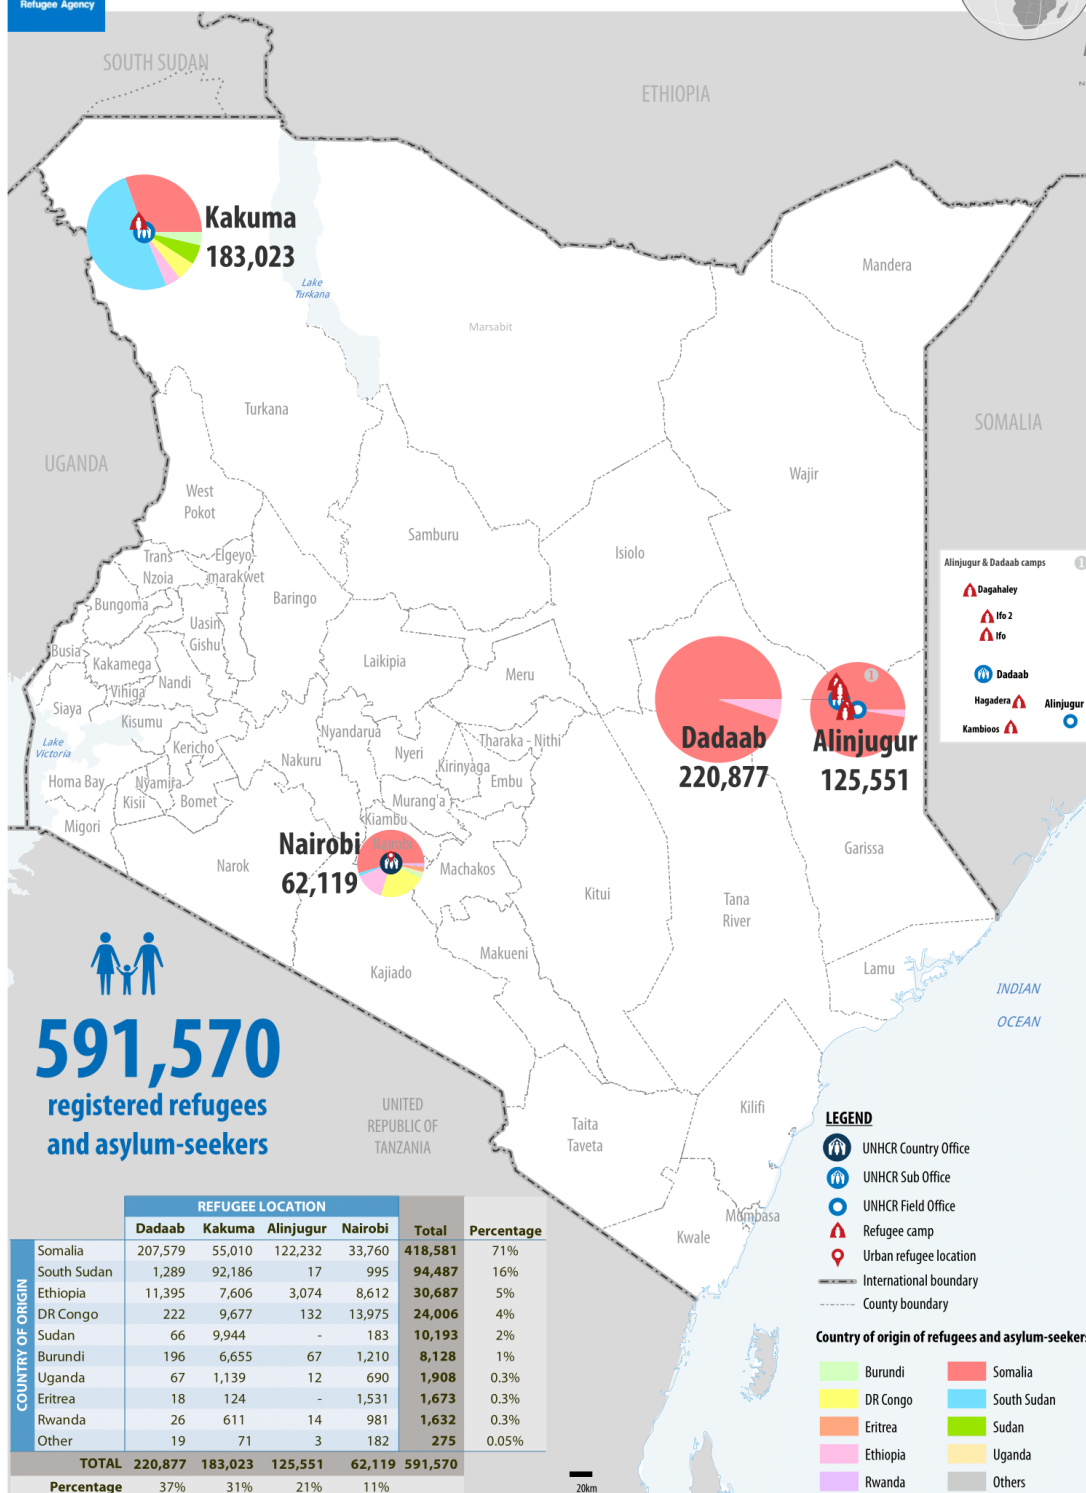 Refugee Agency
SOUTH SUDAN
ETHIOPIA
N
Kakuma
183,023
Lake
Turkana
Mandera
Marsabit
Turkana
SOMALIA
UGANDA
Wajir
West
Pokot
Samburu
Isiolo
Trans
Nzoia
Elgeyo-
marakwet
Baringo
Bungoma
Uasin
Gishu
Busia
Kakamega
Vihiga
Nandi
Laikipia
Meru
Siaya
Kisumu
Lake
Victoria
Kericho
Nyandarua
Nyeri
Tharaka - Nithi
Nakuru
Kirinyaga
Embu
Homa Bay
Nyamira
Kisii
Bomet
Murang'a
Migori
Kiambu
Nairobi
Nairobi
62,119
Narok
Machakos
Kitui
Garissa
Tana
River
Makueni
Kajiado
Lamu
Dadaab
220,877
1
Alinjugur
125,551
Alinjugur & Dadaab camps
1
Dagahaley
Ifo 2
Ifo
Dadaab
Hagadera
Alinjugur
Kambioos
INDIAN
OCEAN
591,570
registered refugees
and asylum-seekers
UNITED
REPUBLIC OF
TANZANIA
Taita
Taveta
Kilifi
Mombasa
Kwale
LEGEND
UNHCR Country Office
UNHCR Sub Office
UNHCR Field Office
Refugee camp
Urban refugee location
International boundary
County boundary
Country of origin of refugees and asylum-seekers
Burundi Somalia
DR Congo South Sudan
Eritrea Sudan
Ethiopia Uganda
Rwanda Others
REFUGEE LOCATION
Dadaab Kakuma Alinjugur Nairobi Total Percentage
COUNTRY OF ORIGIN
Somalia 207,579 55,010 122,232 33,760 418,581 71%
South Sudan 1,289 92,186 17 995 94,487 16%
Ethiopia 11,395 7,606 3,074 8,612 30,687 5%
DR Congo 222 9,677 132 13,975 24,006 4%
Sudan 66 9,944 - 183 10,193 2%
Burundi 196 6,655 67 1,210 8,128 1%
Uganda 67 1,139 12 690 1,908 0.3%
Eritrea 18 124 - 1,531 1,673 0.3%
Rwanda 26 611 14 981 1,632 0.3%
Other 19 71 3 182 275 0.05%
TOTAL 220,877 183,023 125,551 62,119 591,570
Percentage 37% 31% 21% 11%
20km